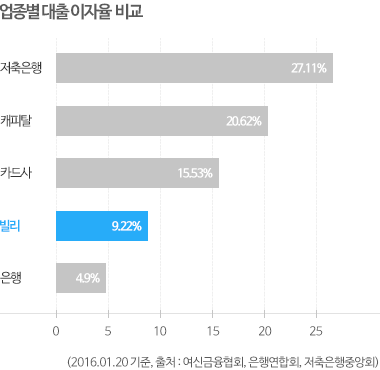 업종별 대출 이자율 비교
저축은행 27.11%
캐피탈 20.62%
카드사 15.53%
빌리 9.22%
은행 4.9%
0 5 10 15 20 25
(2016.01.20 기준, 출처 : 여신금융협회, 은행연합회, 저축은행중앙회)